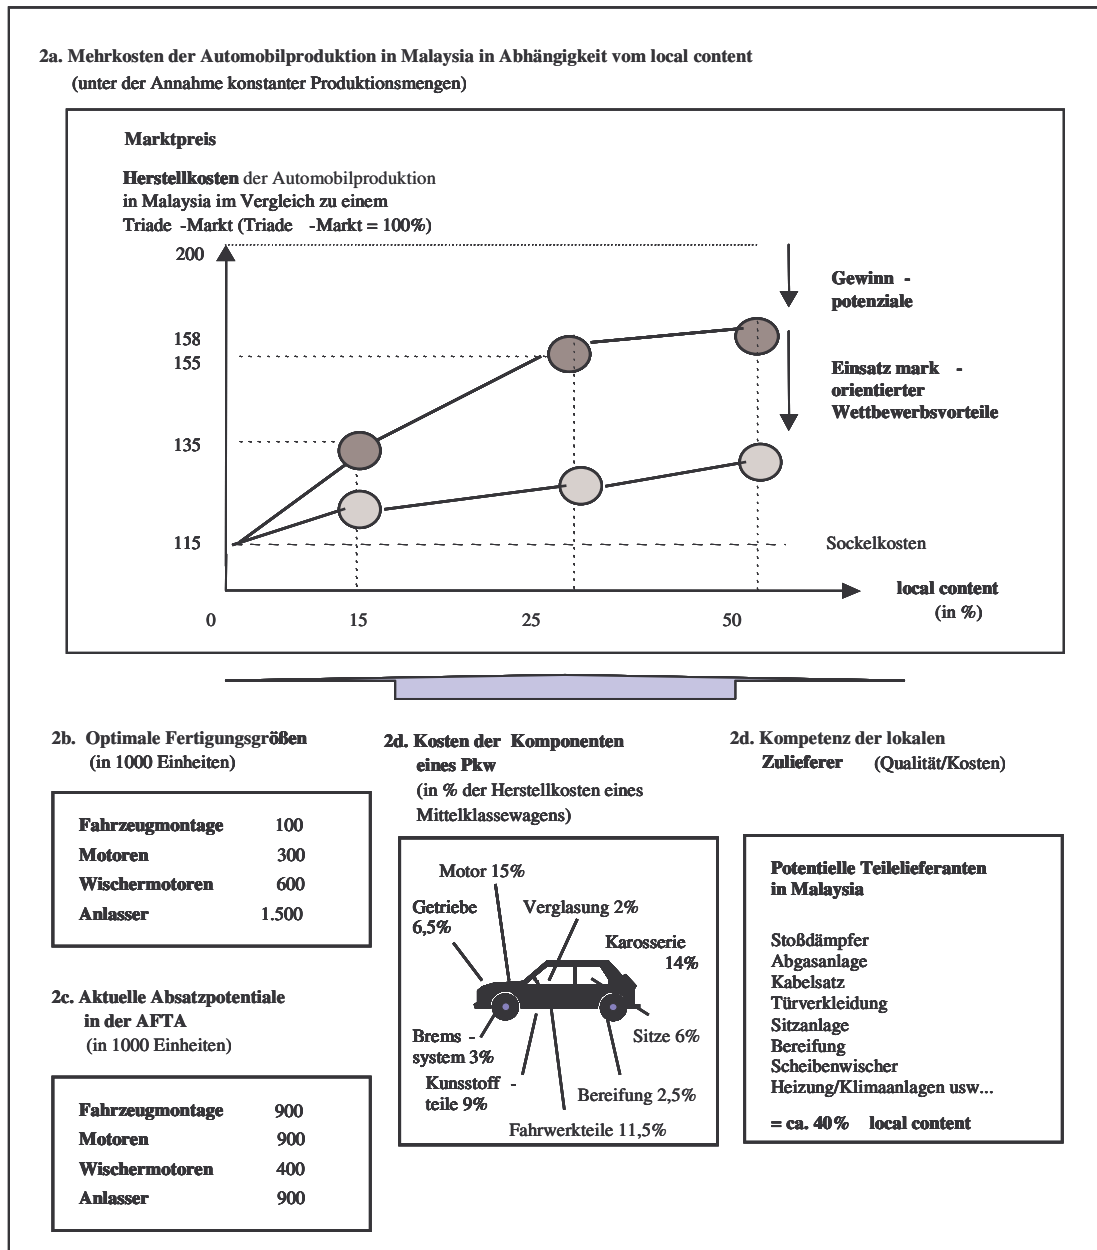 2a. Mehrkosten der Automobilproduktion in Malaysia in Abhängigkeit vom local content
(unter der Annahme konstanter Produktionsmengen)
Marktpreis
Herstellkosten der Automobilproduktion
in Malaysia im Vergleich zu einem
Triade -Markt (Triade -Markt = 100%)
200
Gewinn -
potenziale
158
155
Einsatz mark -
orientierter
Wettbewerbsvorteile
135
115
Sockelkosten
local content
(in %)
0 15 25 50
2b. Optimale Fertigungsgrößen
(in 1000 Einheiten)
Fahrzeugmontage 100
Motoren 300
Wischermotoren 600
Anlasser 1.500
2c. Aktuelle Absatzpotentiale
in der AFTA
(in 1000 Einheiten)
Fahrzeugmontage 900
Motoren 900
Wischermotoren 400
Anlasser 900
2d. Kosten der Komponenten
eines Pkw
(in % der Herstellkosten eines
Mittelklassewagens)
Motor 15%
Getriebe
6,5%
Verglasung 2%
Karosserie
14%
Brems -
system 3%
Sitze 6%
Kunsstoff -
teile 9%
Bereifung 2,5%
Fahrwerkteile 11,5%
2d. Kompetenz der lokalen
Zulieferer (Qualität/Kosten)
Potentielle Teilelieferanten
in Malaysia
Stoßdämpfer
Abgasanlage
Kabelsatz
Türverkleidung
Sitzanlage
Bereifung
Scheibenwischer
Heizung/Klimaanlagen usw...
= ca. 40% local content